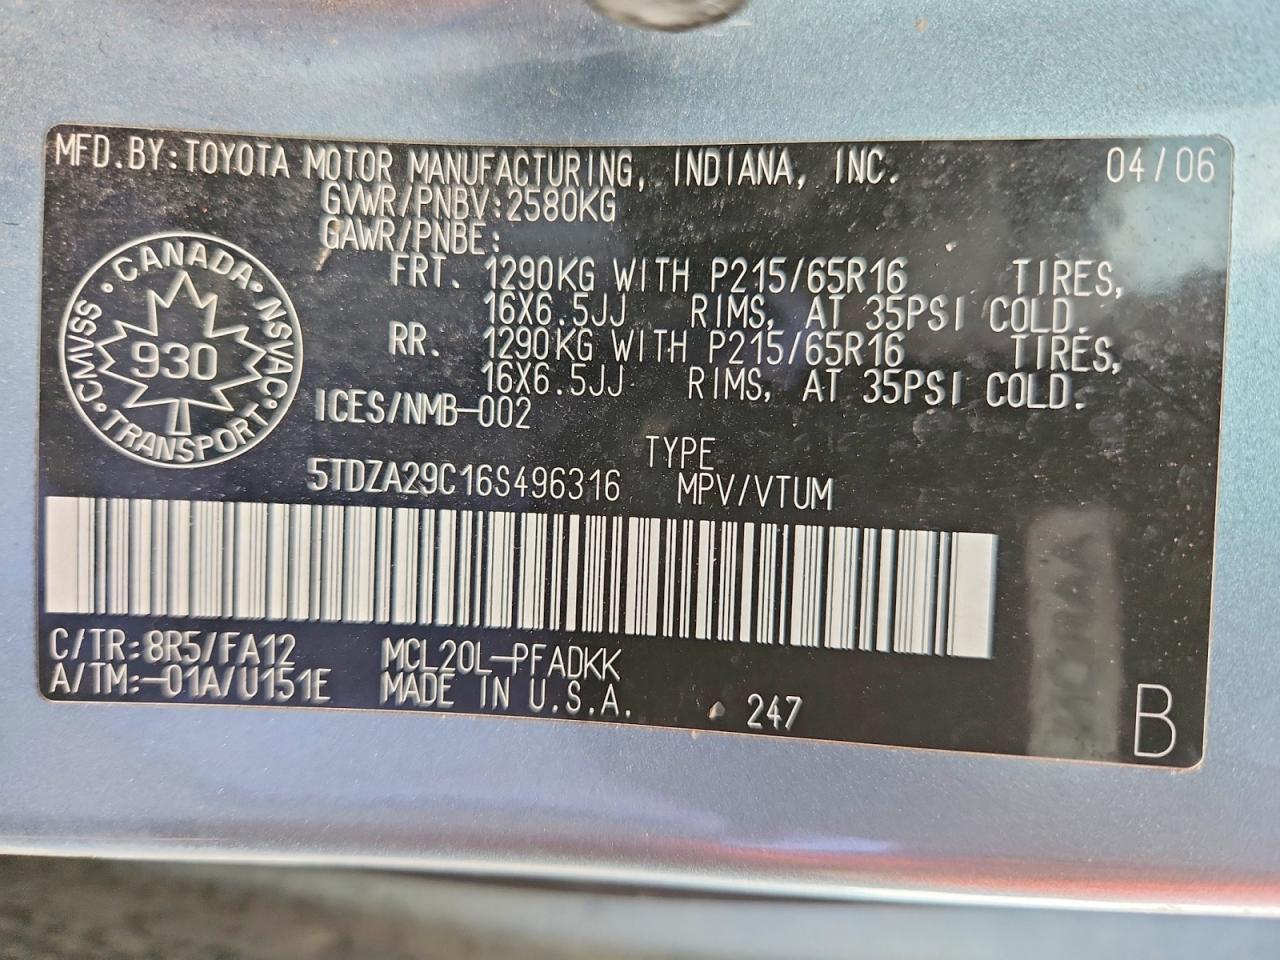 MFD.BY:TOYOTA MOTOR MANUFACTURING, INDIANA, INC. 04/06
GVWR/PNBV:2580KG
GAWR/PNBE:
FRT. 1290KG WITH P215/65R16 TIRES,
16X6.5JJ RIMS, AT 35PSI COLD.
RR. 1290KG WITH P215/65R16 TIRES,
16X6.5JJ RIMS, AT 35PSI COLD.
ICES/NMB-002
CANADA · NSVAC · TRANSPORT · CMVSS ·
930
TYPE
5TDZA29C16S496316 MPV/VTUM
C/TR:8R5/FA12 MCL20L-PFADKK
A/TM:-01A/U151E MADE IN U.S.A. 247
B